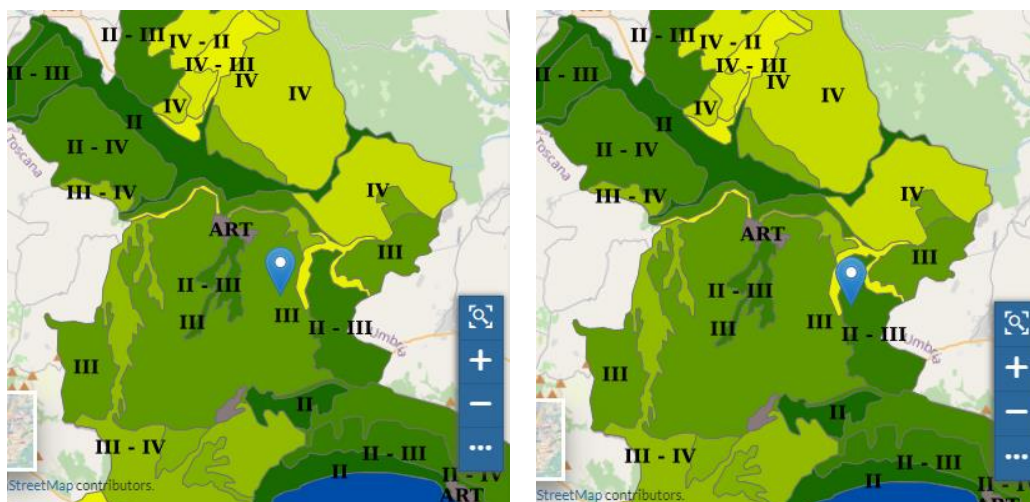 II - III
IV - II
IV - III
II - III
IV
IV
IV
II
II - IV
Toscana
III - IV
IV
ART
III
II - III
III
III
II - III
Umbria
III
II
III - IV
II - III
II
II - IV
ART
StreetMap contributors.
II - III
IV - II
IV - III
II - III
IV
IV
IV
II
II - IV
Toscana
III - IV
IV
ART
III
II - III
III
III
II - III
Umbria
III
II
III - IV
II - III
II
II - IV
ART
StreetMap contributors.